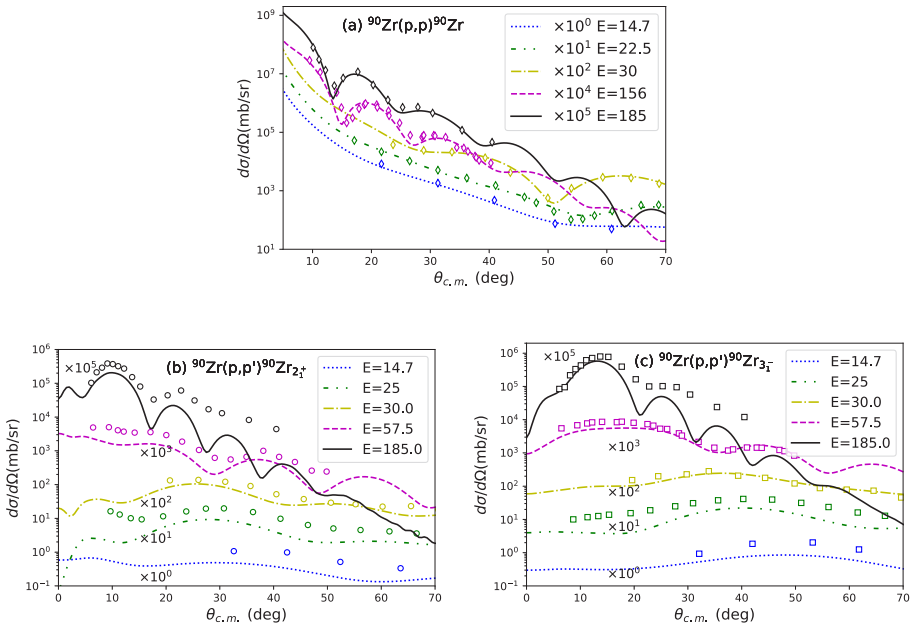 (a) ⁹⁰Zr(p,p)⁹⁰Zr
×10⁰ E=14.7
×10¹ E=22.5
×10² E=30
×10⁴ E=156
×10⁵ E=185
10⁹
10⁷
10⁵
10³
10¹
dσ/dΩ(mb/sr)
10 20 30 40 50 60 70
θc.m. (deg)
(b) ⁹⁰Zr(p,p')⁹⁰Zr₂₁⁺
E=14.7
E=25
E=30.0
E=57.5
E=185.0
×10⁵
×10³
×10²
×10¹
×10⁰
10⁶
10⁵
10⁴
10³
10²
10¹
10⁰
10⁻¹
dσ/dΩ(mb/sr)
0 10 20 30 40 50 60 70
θc.m. (deg)
(c) ⁹⁰Zr(p,p')⁹⁰Zr₃₁⁻
E=14.7
E=25
E=30.0
E=57.5
E=185.0
×10⁵
×10³
×10²
×10¹
×10⁰
10⁶
10⁵
10⁴
10³
10²
10¹
10⁰
10⁻¹
dσ/dΩ(mb/sr)
0 10 20 30 40 50 60 70
θc.m. (deg)